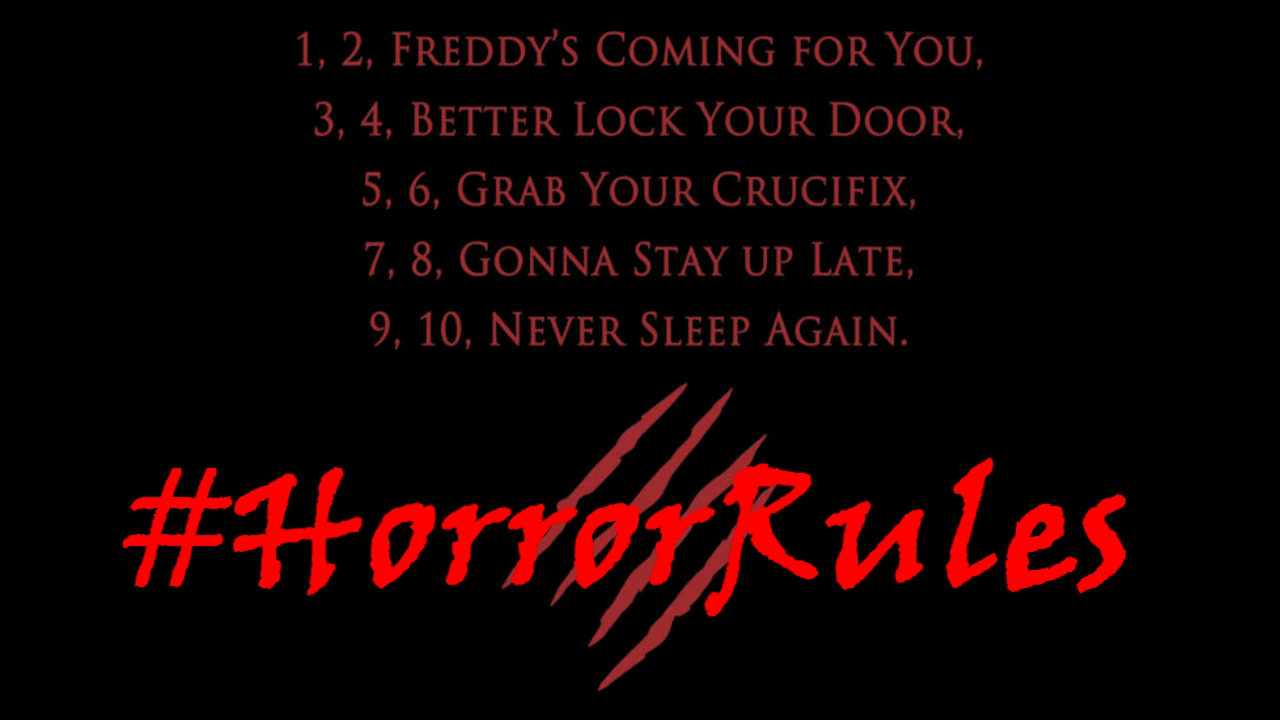 1, 2, Freddy's Coming for You,
3, 4, Better Lock Your Door,
5, 6, Grab Your Crucifix,
7, 8, Gonna Stay up Late,
9, 10, Never Sleep Again.
#HorrorRules